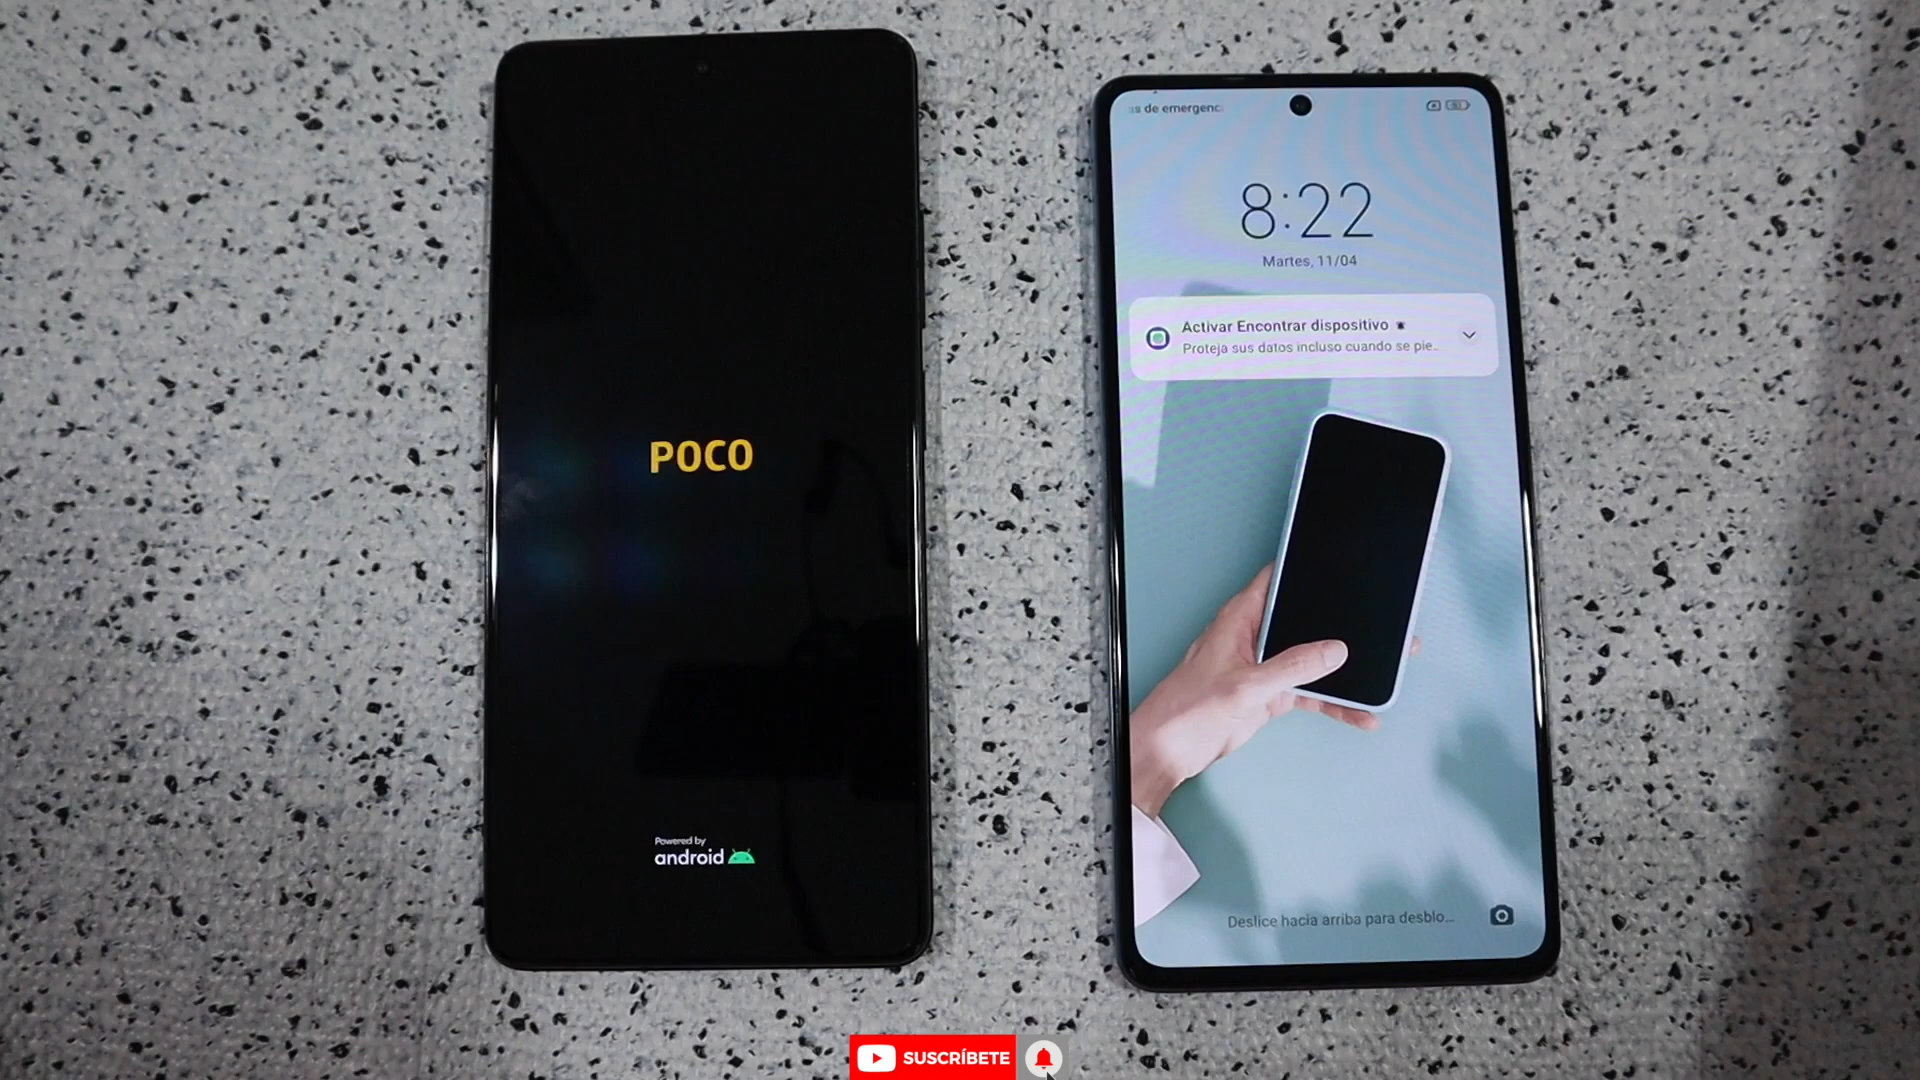 POCO
Powered by
android
s de emergenc
8:22
Martes, 11/04
Activar Encontrar dispositivo
Proteja sus datos incluso cuando se pie...
Deslice hacia arriba para desblo...
SUSCRÍBETE